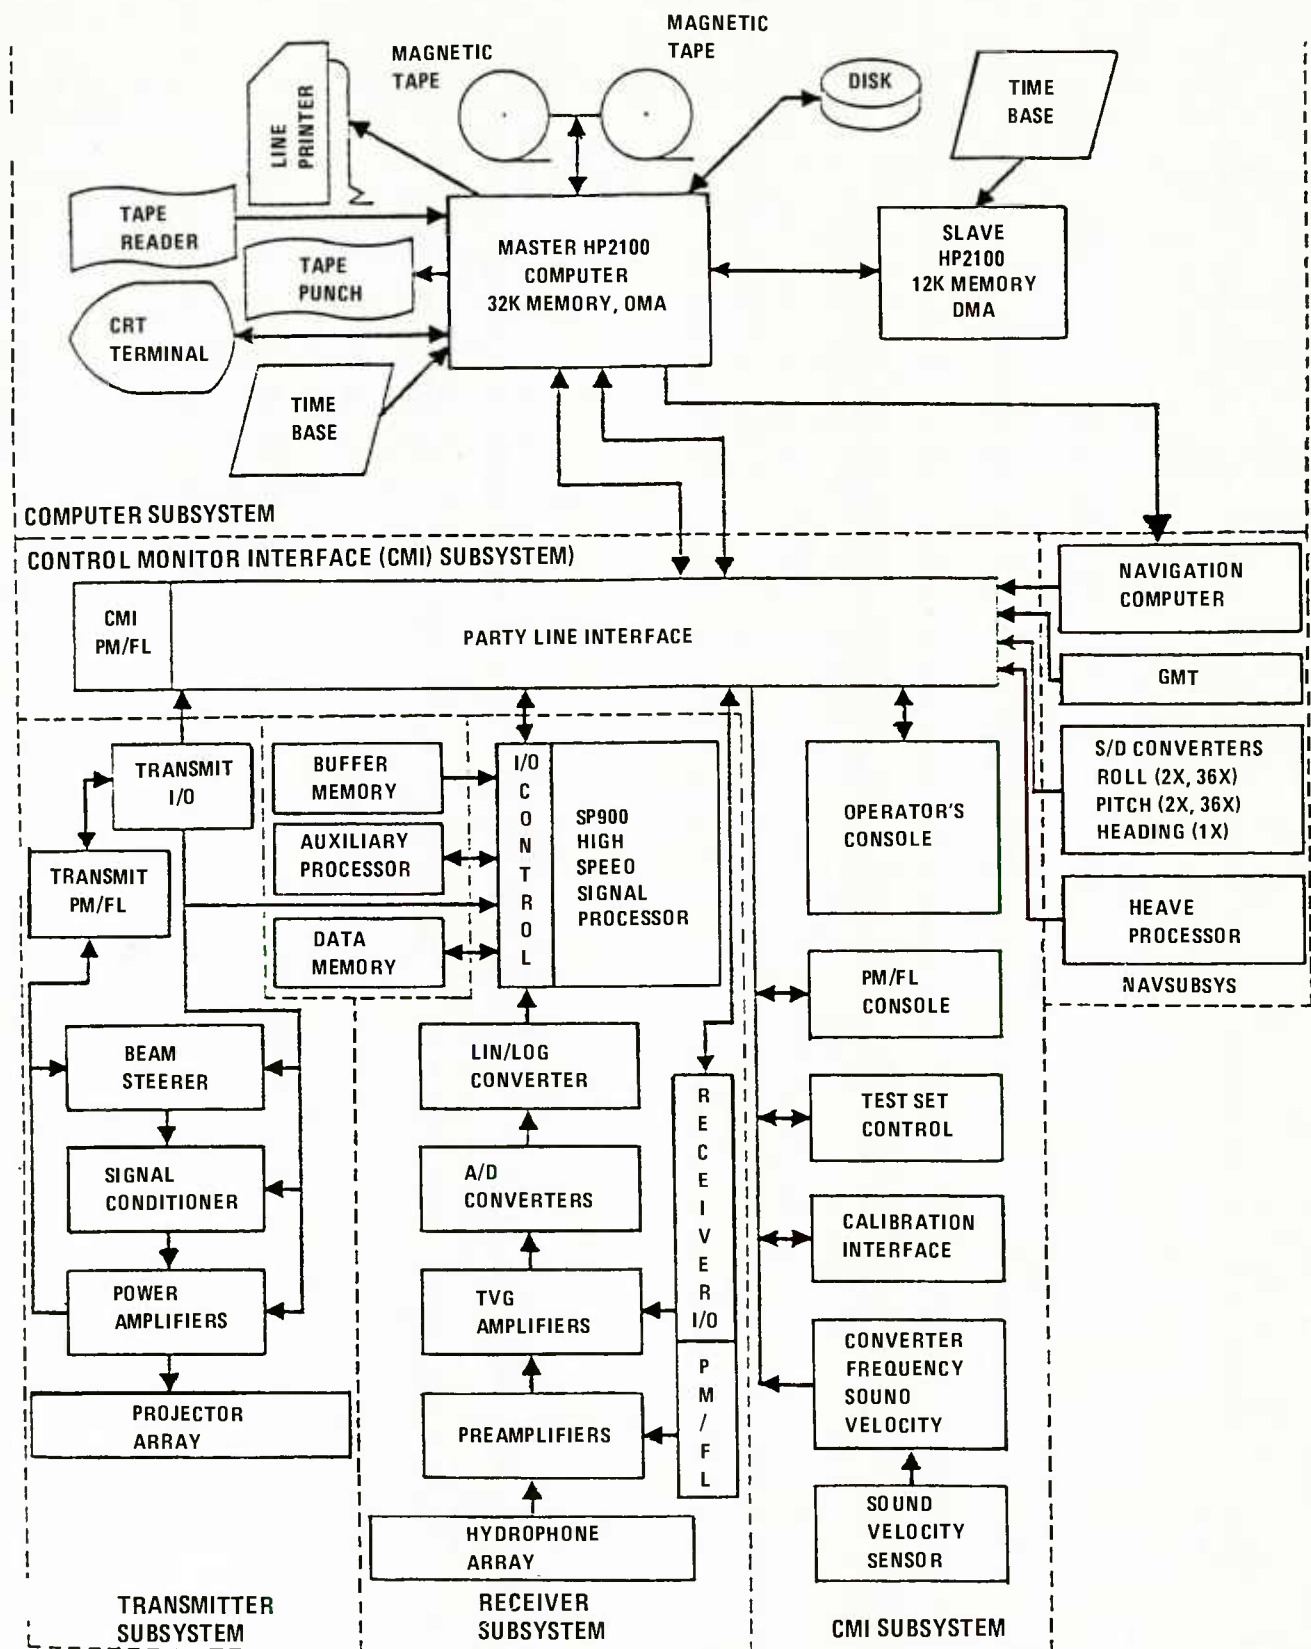 MAGNETIC
TAPE
MAGNETIC
TAPE
DISK
TIME
BASE
LINE
PRINTER
TAPE
READER
TAPE
PUNCH
CRT
TERMINAL
TIME
BASE
MASTER HP2100
COMPUTER
32K MEMORY, OMA
SLAVE
HP2100
12K MEMORY
DMA
COMPUTER SUBSYSTEM
CONTROL MONITOR INTERFACE (CMI) SUBSYSTEM)
CMI
PM/FL
PARTY LINE INTERFACE
NAVIGATION
COMPUTER
GMT
S/D CONVERTERS
ROLL (2X, 36X)
PITCH (2X, 36X)
HEADING (1X)
HEAVE
PROCESSOR
NAVSUBSYS
TRANSMIT
I/O
TRANSMIT
PM/FL
BUFFER
MEMORY
AUXILIARY
PROCESSOR
DATA
MEMORY
I/O
CONTROL
SP900
HIGH
SPEEO
SIGNAL
PROCESSOR
OPERATOR'S
CONSOLE
PM/FL
CONSOLE
TEST SET
CONTROL
CALIBRATION
INTERFACE
CONVERTER
FREQUENCY
SOUND
VELOCITY
SOUND
VELOCITY
SENSOR
BEAM
STEERER
SIGNAL
CONDITIONER
POWER
AMPLIFIERS
PROJECTOR
ARRAY
LIN/LOG
CONVERTER
A/D
CONVERTERS
TVG
AMPLIFIERS
PREAMPLIFIERS
HYDROPHONE
ARRAY
RECEIVER
I/O
PM/FL
TRANSMITTER
SUBSYSTEM
RECEIVER
SUBSYSTEM
CMI SUBSYSTEM